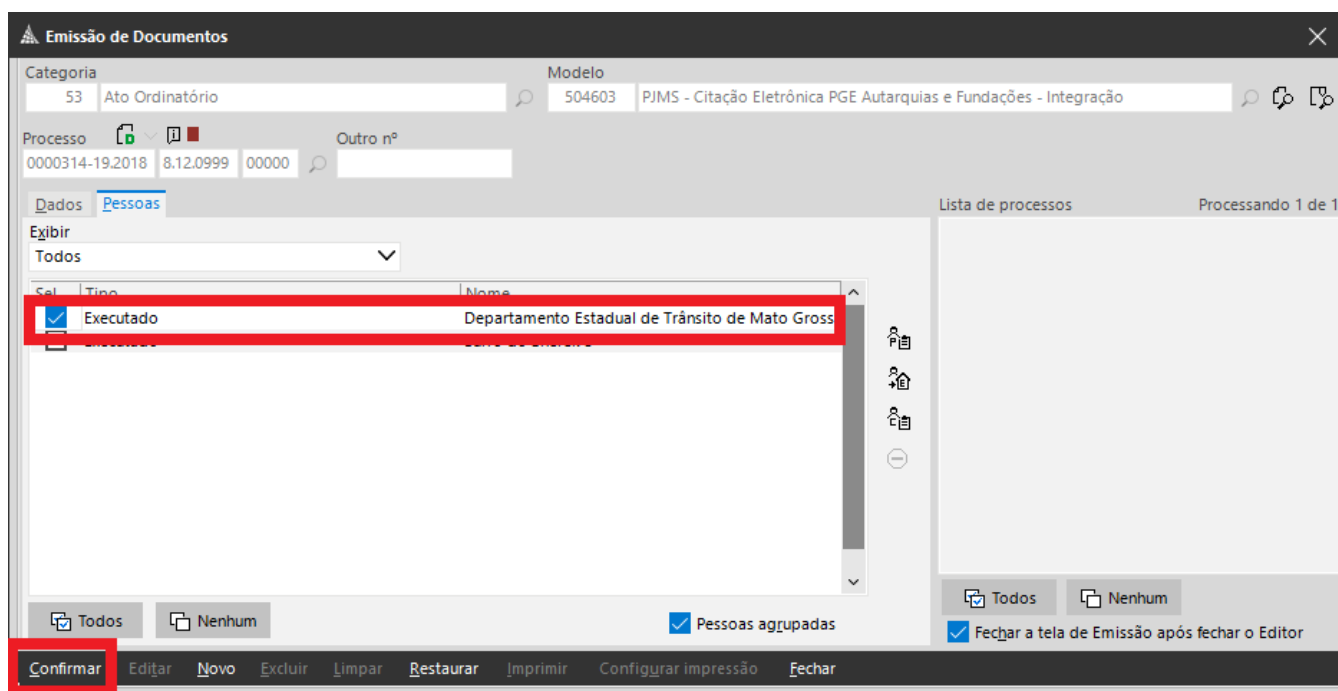 Emissão de Documentos
Categoria Modelo
53 Ato Ordinatório 504603 PJMS - Citação Eletrônica PGE Autarquias e Fundações - Integração
Processo Outro nº
0000314-19.2018 8.12.0999 00000
Dados Pessoas Lista de processos Processando 1 de 1
Exibir
Todos
Sel Tipo Nome
Executado Departamento Estadual de Trânsito de Mato Gross
Todos Nenhum Pessoas agrupadas Todos Nenhum
Fechar a tela de Emissão após fechar o Editor
Confirmar Editar Novo Excluir Limpar Restaurar Imprimir Configurar impressão Fechar